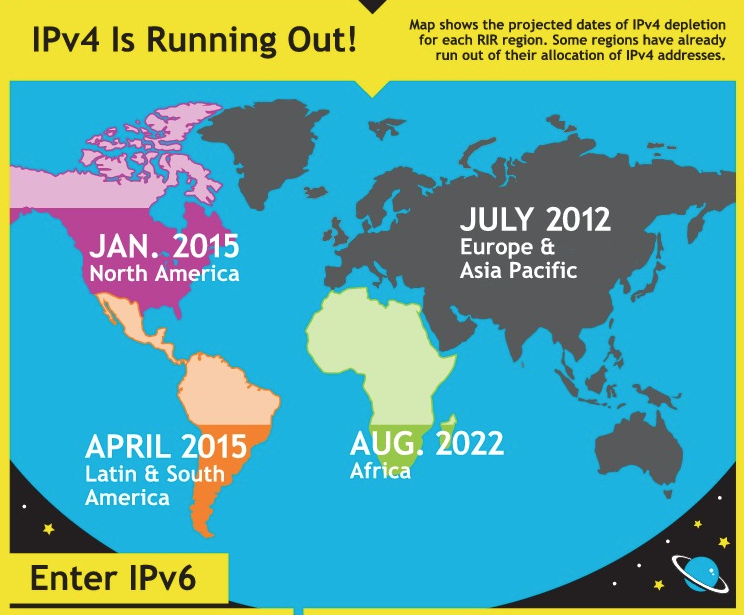 IPv4 Is Running Out!
Map shows the projected dates of IPv4 depletion
for each RIR region. Some regions have already
run out of their allocation of IPv4 addresses.
JULY 2012
Europe &
Asia Pacific
JAN. 2015
North America
APRIL 2015
Latin & South
America
AUG. 2022
Africa
Enter IPv6